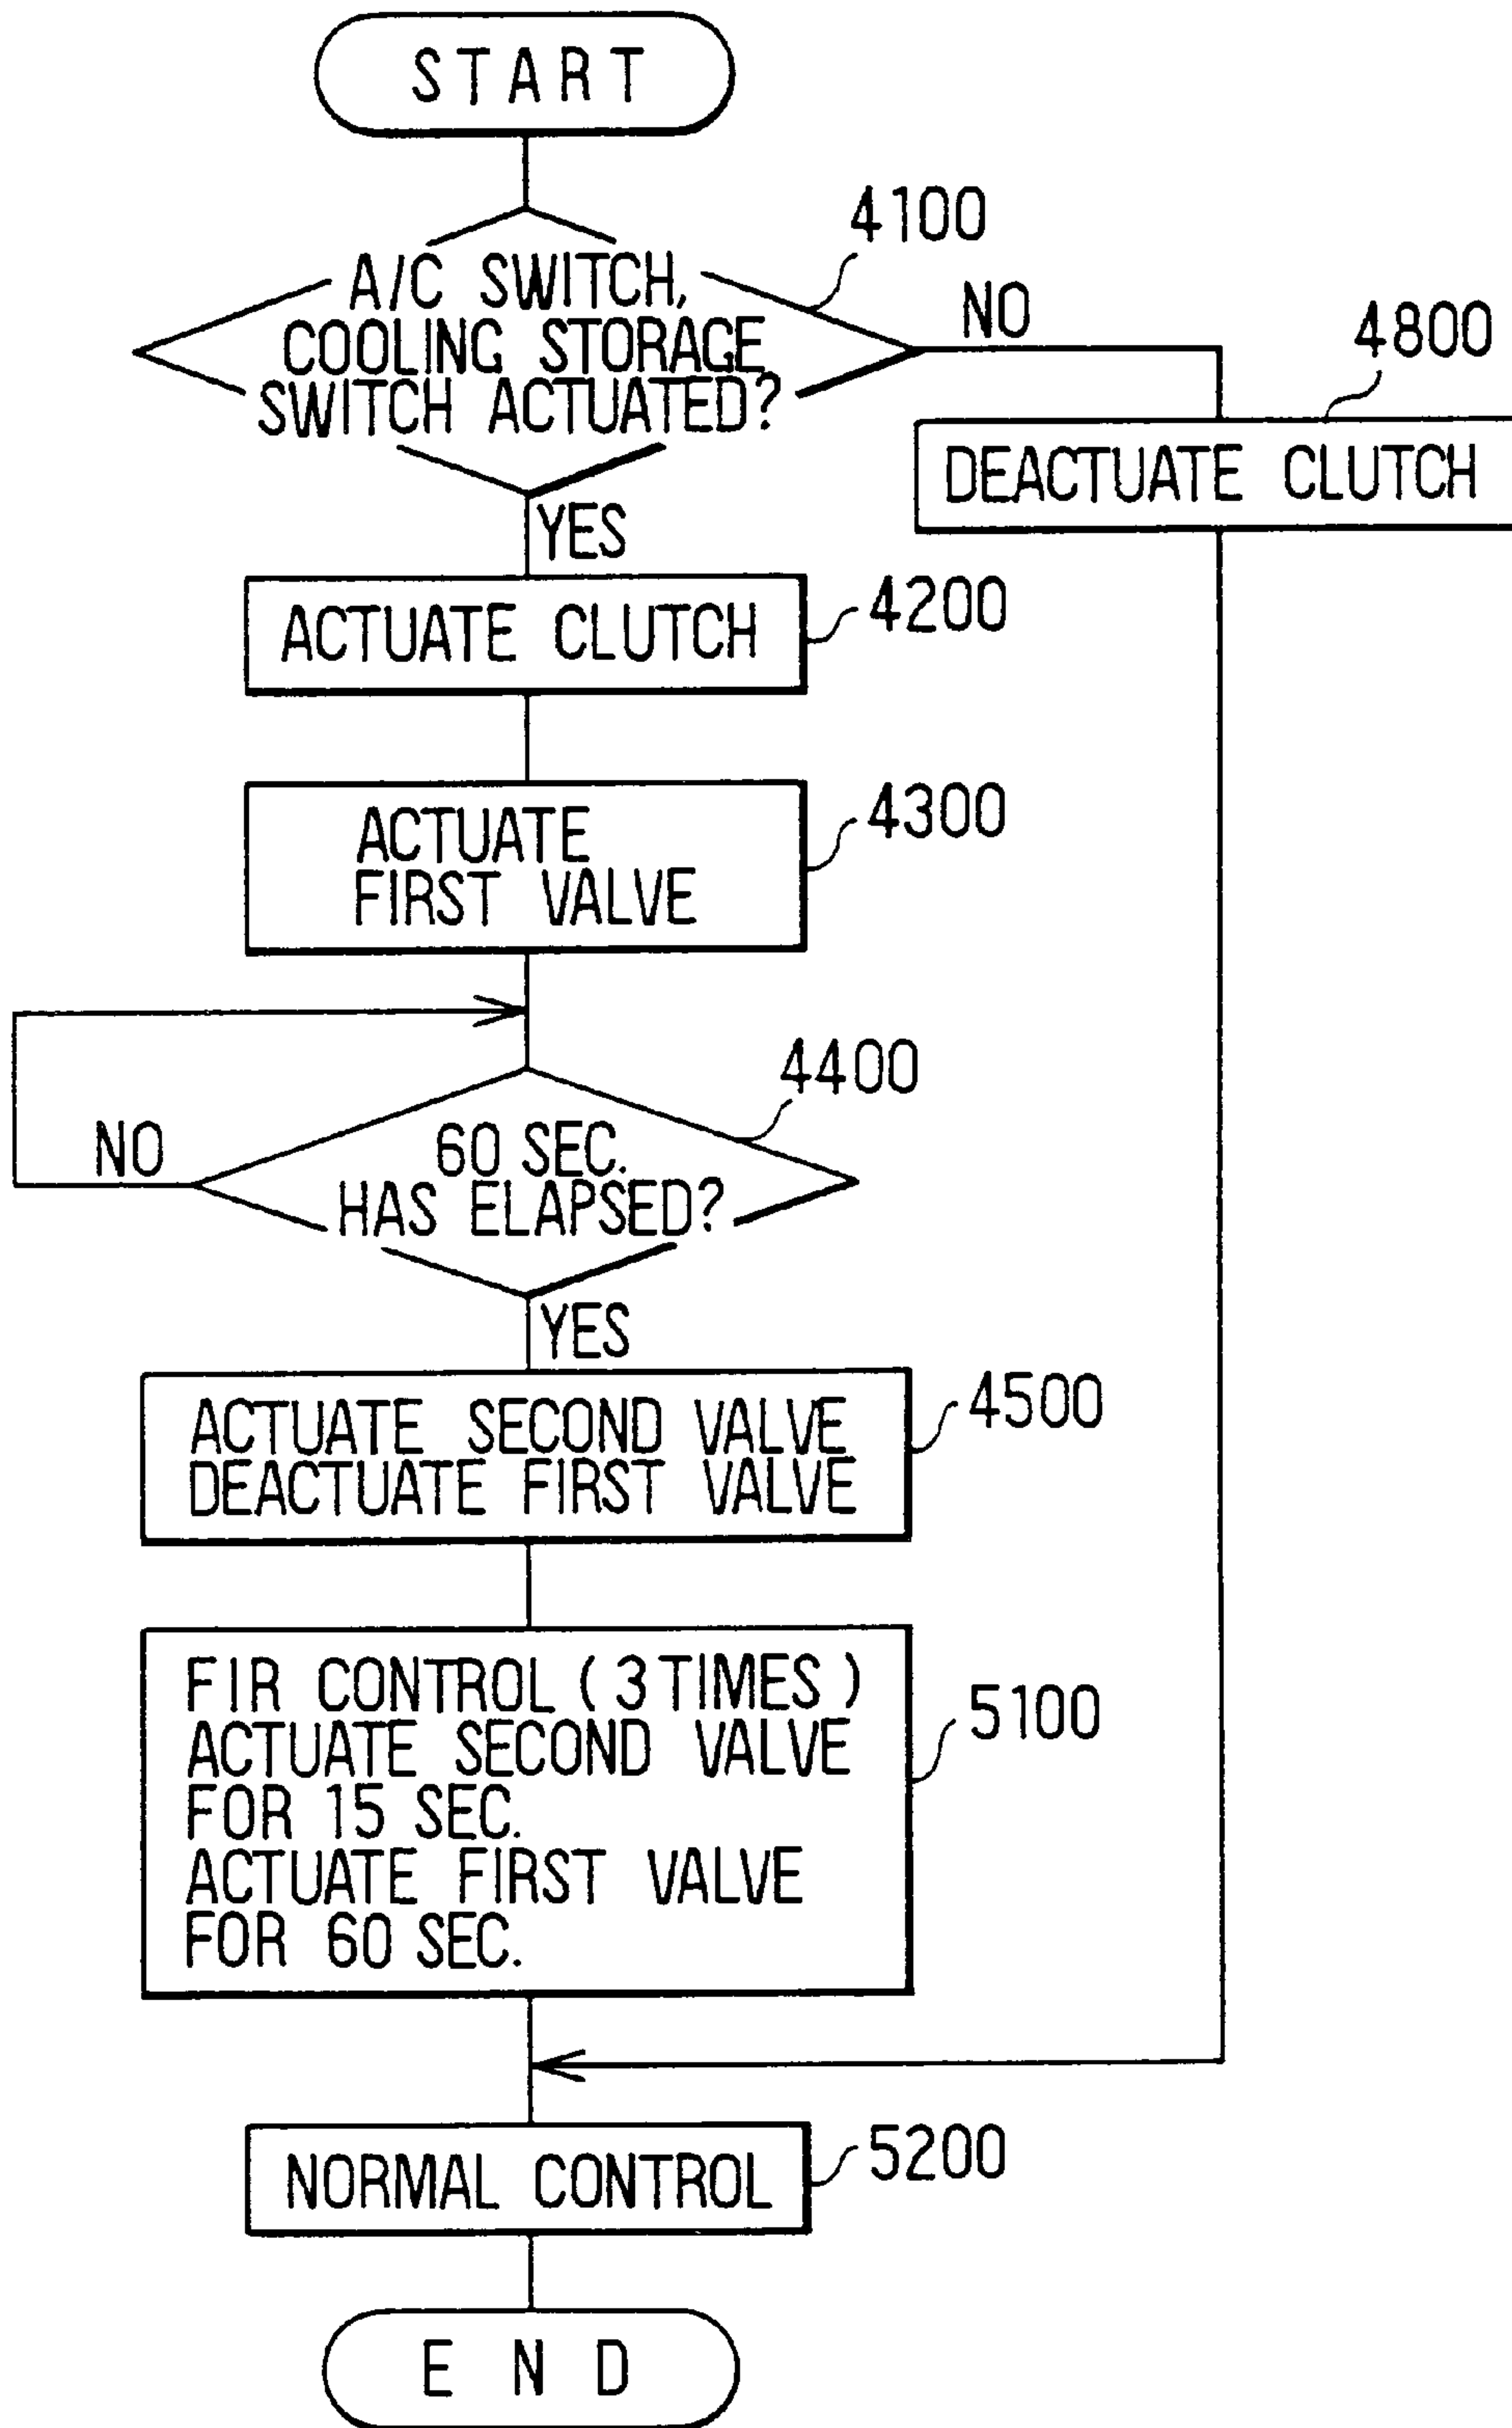 START
4100
A/C SWITCH,
COOLING STORAGE
SWITCH ACTUATED?
NO
4800
DEACTUATE CLUTCH
YES
ACTUATE CLUTCH
4200
ACTUATE
FIRST VALVE
4300
4400
60 SEC.
HAS ELAPSED?
NO
YES
ACTUATE SECOND VALVE
DEACTUATE FIRST VALVE
4500
FIR CONTROL (3 TIMES)
ACTUATE SECOND VALVE
FOR 15 SEC.
ACTUATE FIRST VALVE
FOR 60 SEC.
5100
NORMAL CONTROL
5200
END